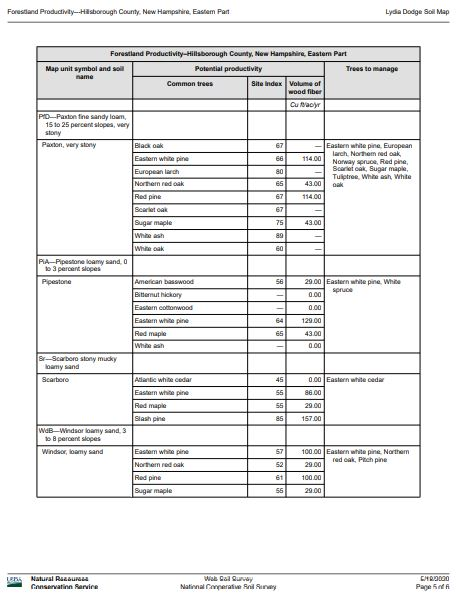 Forestland Productivity—Hillsborough County, New Hampshire, Eastern Part Lydia Dodge Soil Map
Forestland Productivity–Hillsborough County, New Hampshire, Eastern Part
Map unit symbol and soil name Potential productivity Trees to manage
Common trees Site Index Volume of wood fiber
Cu ft/ac/yr
PfD—Paxton fine sandy loam, 15 to 25 percent slopes, very stony
Paxton, very stony Black oak 67 — Eastern white pine, European larch, Northern red oak, Norway spruce, Red pine, Scarlet oak, Sugar maple, Tuliptree, White ash, White oak
Eastern white pine 66 114.00
European larch 80 —
Northern red oak 65 43.00
Red pine 67 114.00
Scarlet oak 67 —
Sugar maple 75 43.00
White ash 89 —
White oak 60 —
PiA—Pipestone loamy sand, 0 to 3 percent slopes
Pipestone American basswood 56 29.00 Eastern white pine, White spruce
Bitternut hickory — 0.00
Eastern cottonwood — 0.00
Eastern white pine 64 129.00
Red maple 65 43.00
White ash — 0.00
Sr—Scarboro stony mucky loamy sand
Scarboro Atlantic white cedar 45 0.00 Eastern white cedar
Eastern white pine 55 86.00
Red maple 55 29.00
Slash pine 85 157.00
WdB—Windsor loamy sand, 3 to 8 percent slopes
Windsor, loamy sand Eastern white pine 57 100.00 Eastern white pine, Northern red oak, Pitch pine
Northern red oak 52 29.00
Red pine 61 100.00
Sugar maple 55 29.00
USDA Natural Resources Web Soil Survey 5/18/2020
Conservation Service National Cooperative Soil Survey Page 5 of 6